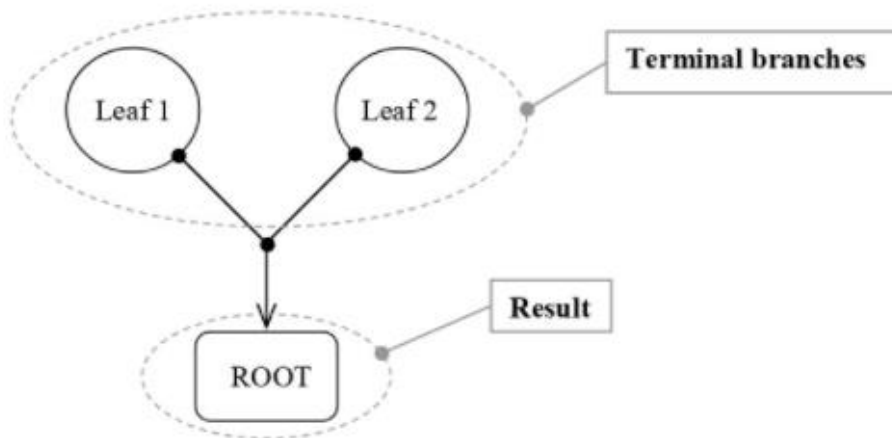 Terminal branches
Leaf 1
Leaf 2
Result
ROOT